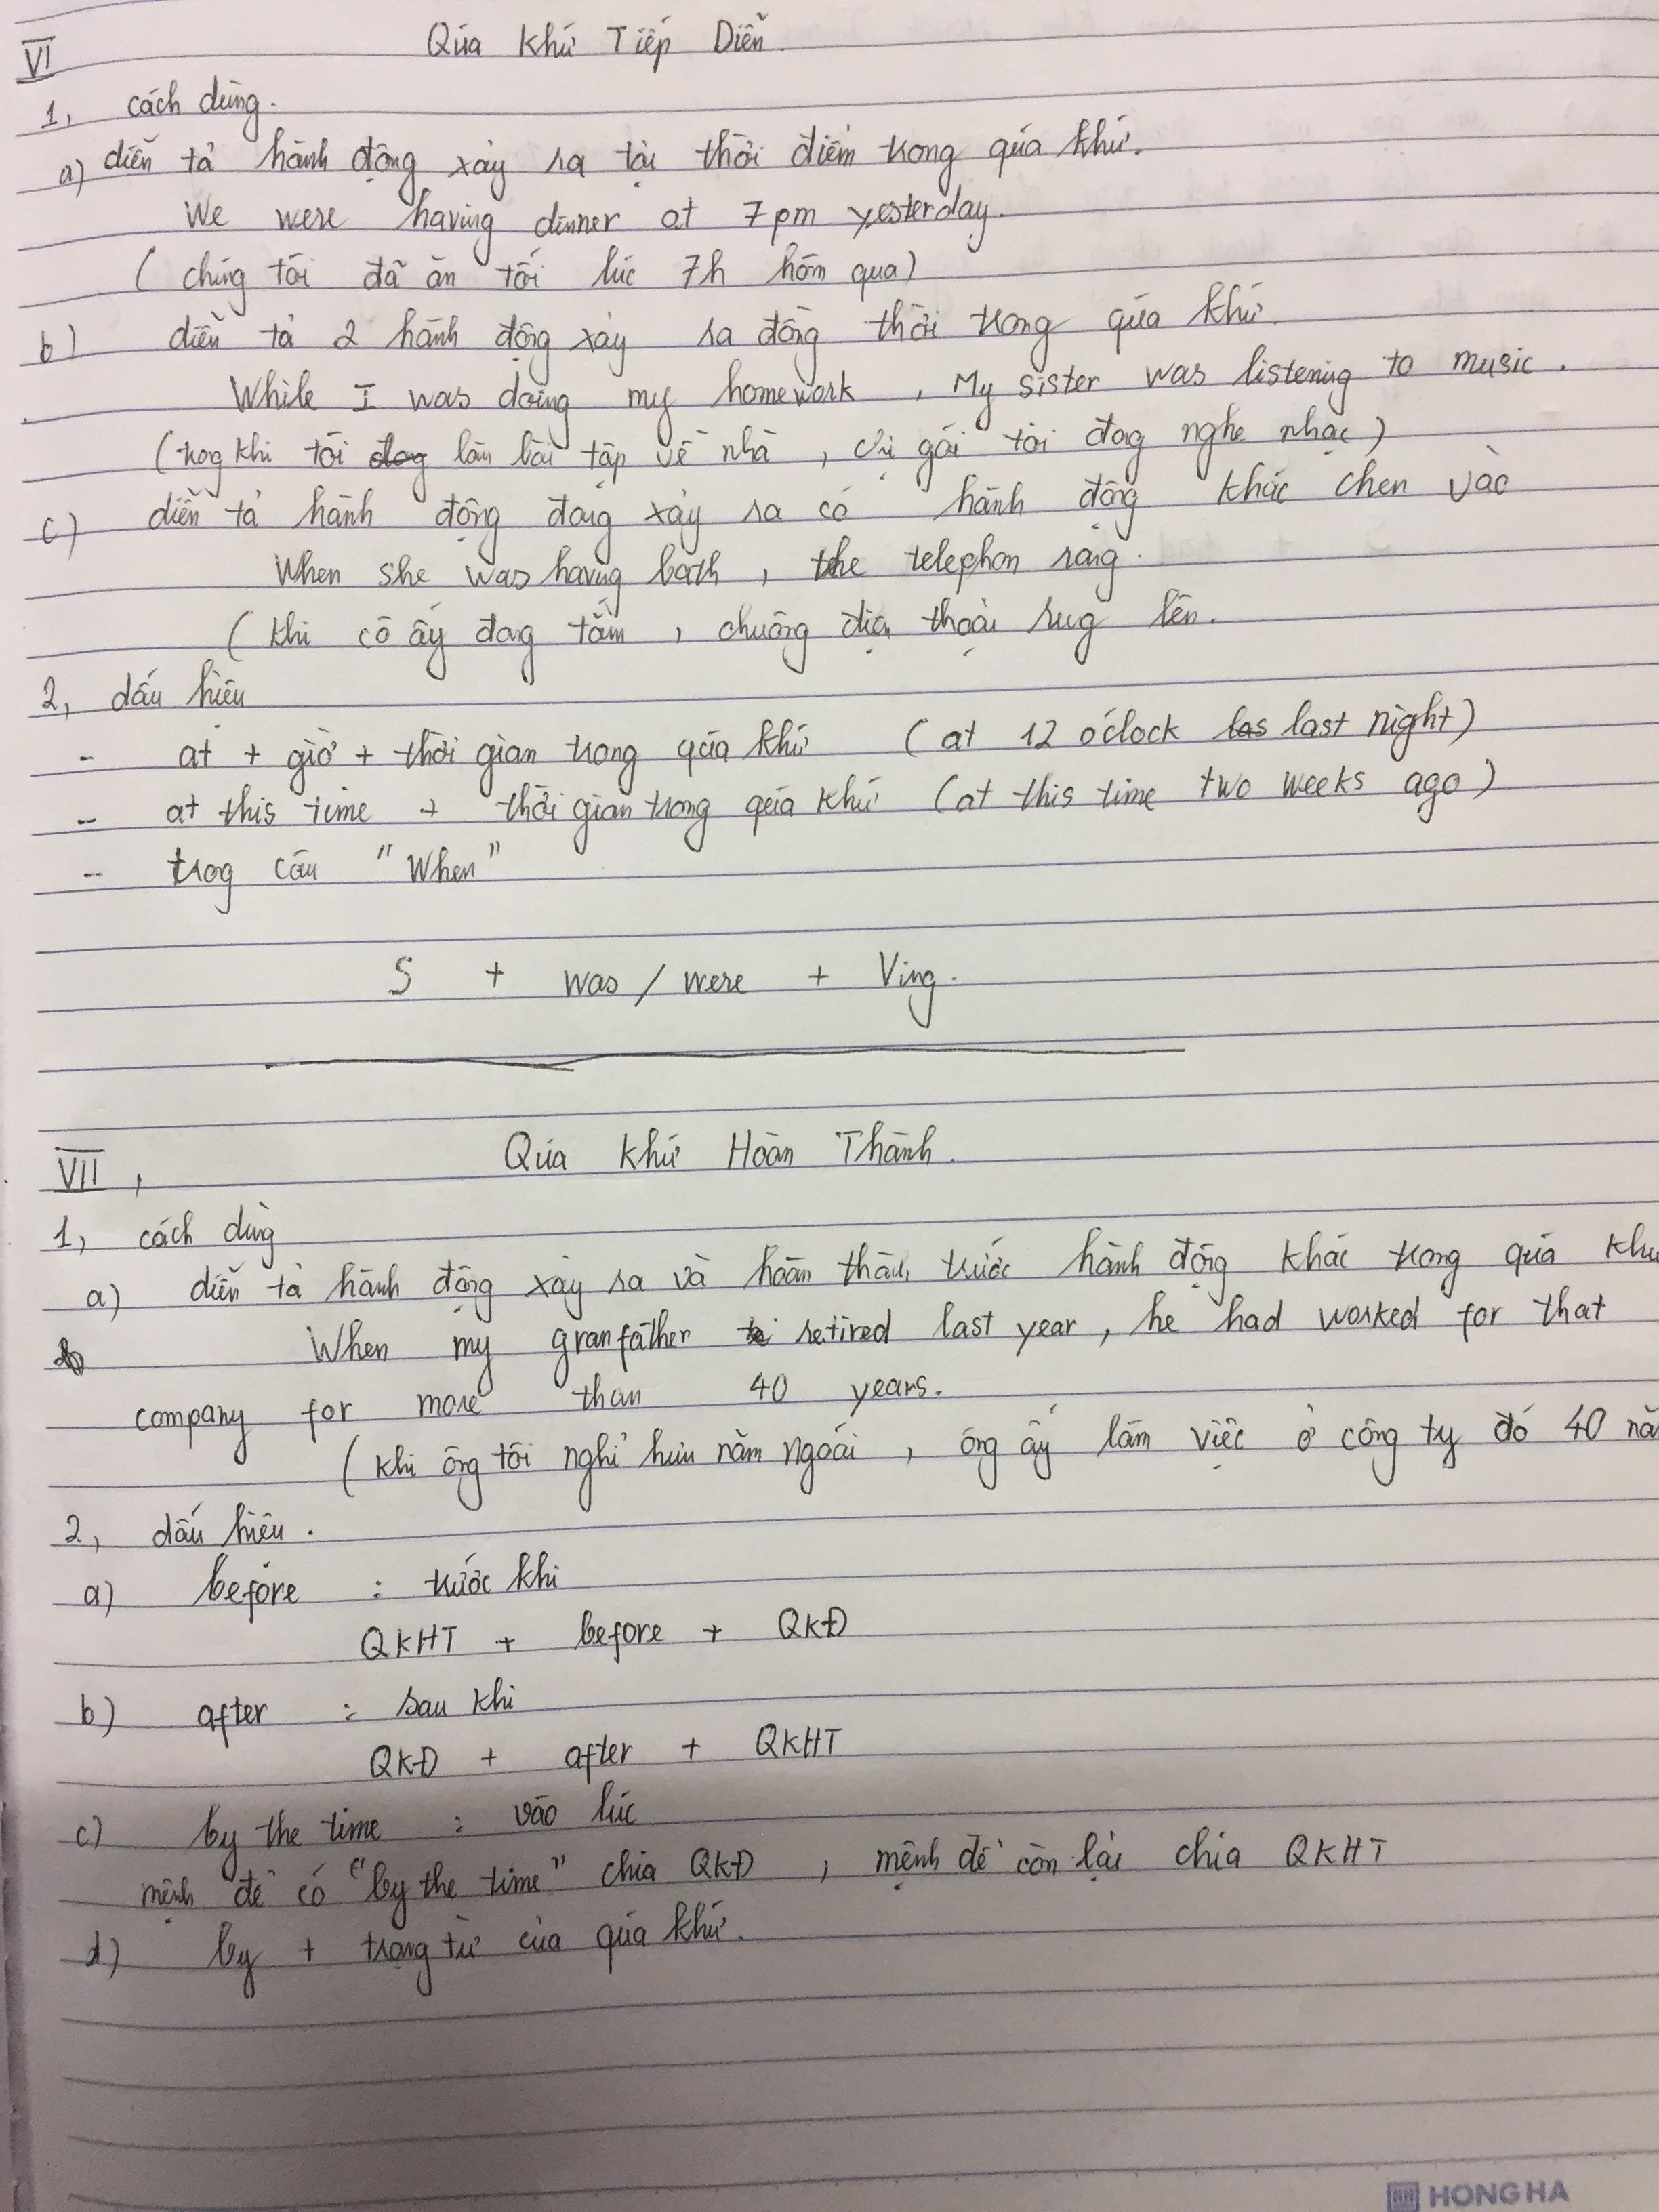 VI Qúa khứ Tiếp Diễn
1, cách dùng.
a) diễn tả hành động xảy ra tại thời điểm trong qúa khứ.
We were having dinner at 7pm yesterday.
( chúng tôi đã ăn tối lúc 7h hôm qua)
b) diễn tả 2 hành động xảy ra đồng thời trong qúa khứ.
While I was doing my homework , My sister was listening to music .
(trog khi tôi đag làm bài tập về nhà , chị gái tôi đag nghe nhạc)
c) diễn tả hành động đang xảy ra có hành động khác chen vào
When she was having bath , the telephon rang.
( khi cô ấy đag tắm , chuông điện thoại rug lên.
2, dấu hiệu
- at + giờ + thời gian trong qúa khứ ( at 12 o'clock las last night)
- at this time + thời gian trong qúa khứ (at this time two weeks ago)
- trog câu "When"
S + was / were + Ving.
VII, Qúa khứ Hoàn Thành.
1, cách dùg
a) diễn tả hành động xảy ra và hoàn thành trước hành động khác trong qúa khứ
When my granfather retired last year, he had worked for that
company for more than 40 years.
( khi ôg tôi nghỉ hưu năm ngoái , ôg ấy làm việc ở công ty đó 40 nă
2, dấu hiệu.
a) before : trước khi
QKHT + before + QKĐ
b) after : sau khi
QKĐ + after + QKHT
c) by the time : vào lúc
mệnh đề có "by the time" chia QKĐ , mệnh đề còn lại chia QKHT
d) by + trạng từ của qúa khứ.
HONG HA